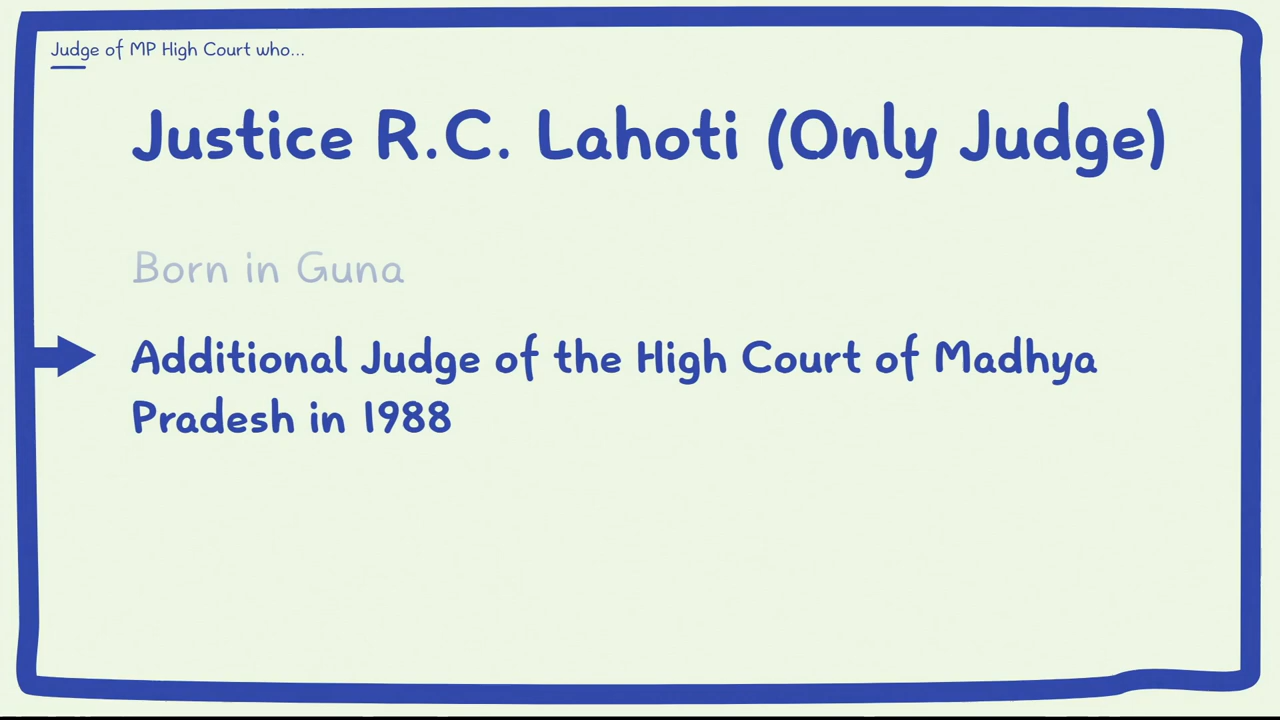 Judge of MP High Court who...
Justice R.C. Lahoti (Only Judge)
Born in Guna
Additional Judge of the High Court of Madhya
Pradesh in 1988